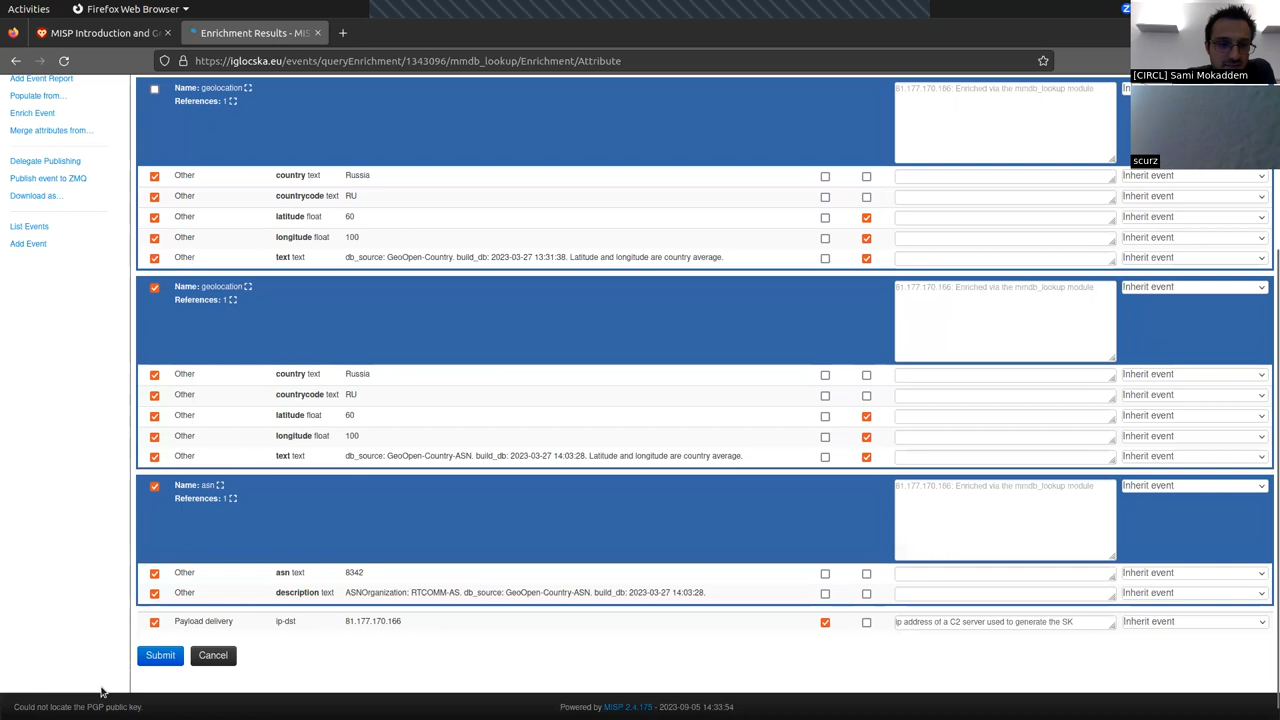 Activities Firefox Web Browser
MISP Introduction and G × Enrichment Results - MIS ×
https://iglocska.eu/events/queryEnrichment/1343096/mmdb_lookup/Enrichment/Attribute
[CIRCL] Sami Mokaddem
scurz
Add Event Report
Populate from…
Enrich Event
Merge attributes from…
Delegate Publishing
Publish event to ZMQ
Download as…
List Events
Add Event
Name: geolocation 81.177.170.166: Enriched via the mmdb_lookup module In
References: 1
Other country text Russia Inherit event
Other countrycode text RU Inherit event
Other latitude float 60 Inherit event
Other longitude float 100 Inherit event
Other text text db_source: GeoOpen-Country. build_db: 2023-03-27 13:31:38. Latitude and longitude are country average. Inherit event
Name: geolocation 81.177.170.166: Enriched via the mmdb_lookup module Inherit event
References: 1
Other country text Russia Inherit event
Other countrycode text RU Inherit event
Other latitude float 60 Inherit event
Other longitude float 100 Inherit event
Other text text db_source: GeoOpen-Country-ASN. build_db: 2023-03-27 14:03:28. Latitude and longitude are country average. Inherit event
Name: asn 81.177.170.166: Enriched via the mmdb_lookup module Inherit event
References: 1
Other asn text 8342 Inherit event
Other description text ASNOrganization: RTCOMM-AS. db_source: GeoOpen-Country-ASN. build_db: 2023-03-27 14:03:28. Inherit event
Payload delivery ip-dst 81.177.170.166 ip address of a C2 server used to generate the SK Inherit event
Submit Cancel
Could not locate the PGP public key. Powered by MISP 2.4.175 - 2023-09-05 14:33:54